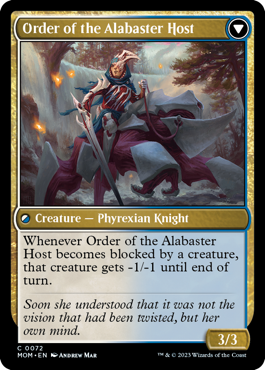 Order of the Alabaster Host
Creature — Phyrexian Knight
Whenever Order of the Alabaster
Host becomes blocked by a creature,
that creature gets -1/-1 until end of
turn.
Soon she understood that it was not the
vision that had been twisted, but her
own mind.
3/3
C 0072
MOM • EN Andrew Mar
™ & © 2023 Wizards of the Coast